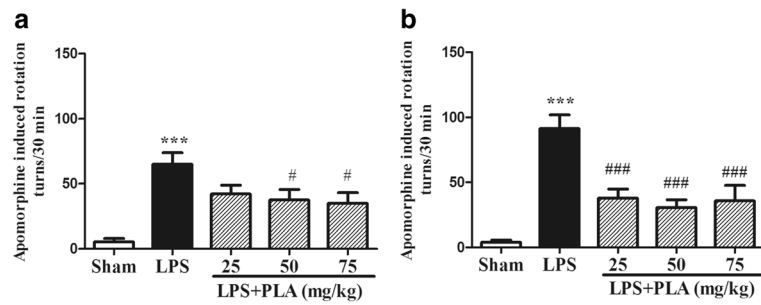 a
Apomorphine induced rotation
turns/30 min
150
100
50
0
***
#
#
Sham
LPS
25
50
75
LPS+PLA (mg/kg)
b
Apomorphine induced rotation
turns/30 min
150
100
50
0
***
###
###
###
Sham
LPS
25
50
75
LPS+PLA (mg/kg)